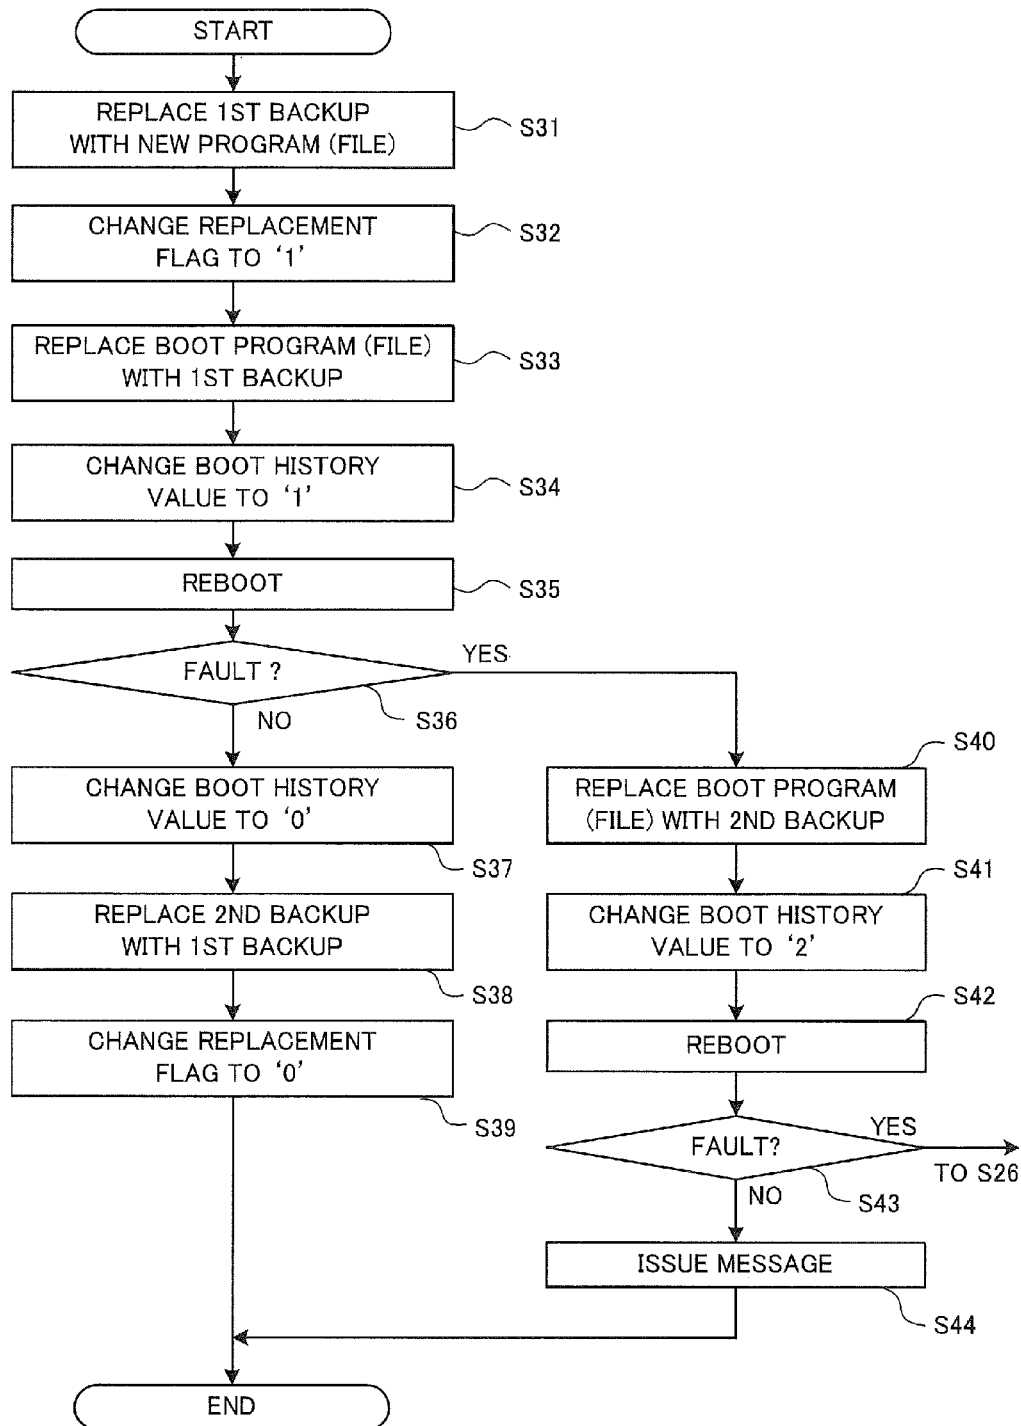 START
REPLACE 1ST BACKUP
WITH NEW PROGRAM (FILE)
S31
CHANGE REPLACEMENT
FLAG TO ‘1’
S32
REPLACE BOOT PROGRAM (FILE)
WITH 1ST BACKUP
S33
CHANGE BOOT HISTORY
VALUE TO ‘1’
S34
REBOOT
S35
FAULT ?
YES
NO
S36
CHANGE BOOT HISTORY
VALUE TO ‘0’
S37
REPLACE 2ND BACKUP
WITH 1ST BACKUP
S38
CHANGE REPLACEMENT
FLAG TO ‘0’
S39
S40
REPLACE BOOT PROGRAM
(FILE) WITH 2ND BACKUP
S41
CHANGE BOOT HISTORY
VALUE TO ‘2’
S42
REBOOT
FAULT?
YES
TO S26
NO
S43
ISSUE MESSAGE
S44
END